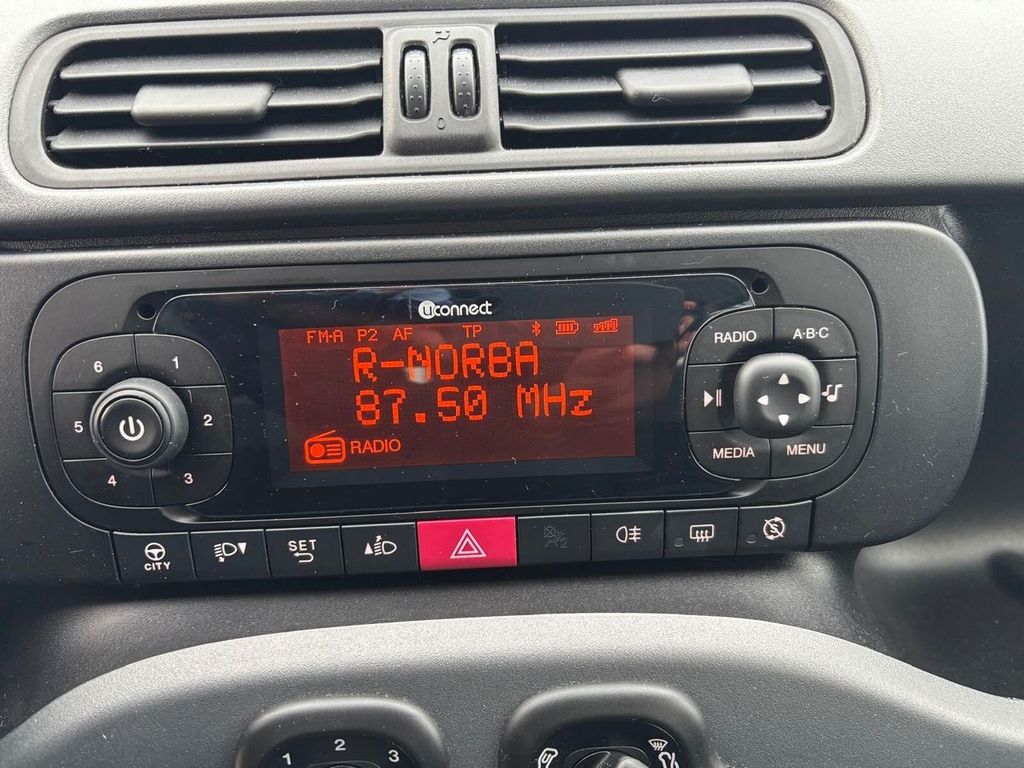 0
uconnect
FM-A P2 AF TP
R-NORBA
87.50 MHz
RADIO
6 1
5 2
4 3
RADIO A·B·C
MEDIA MENU
CITY
SET
1 2 3